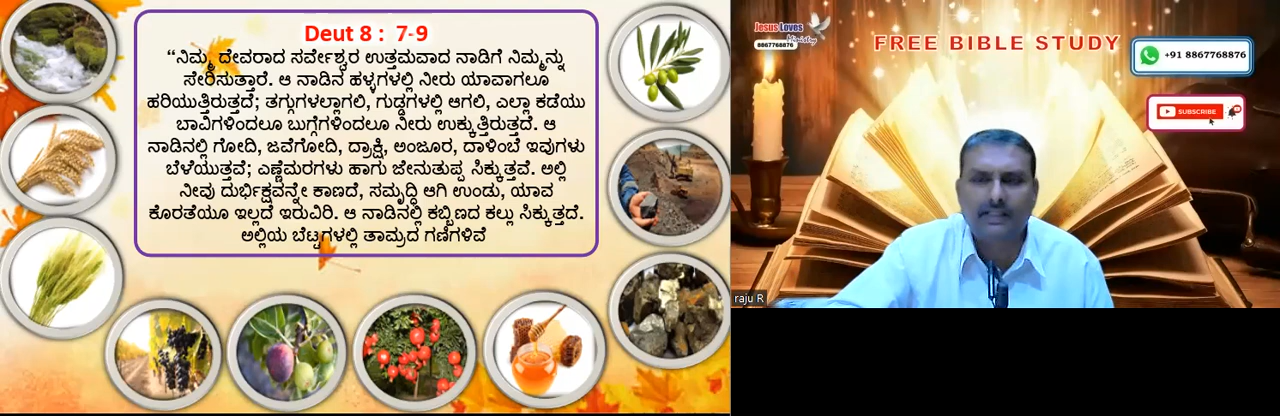 Deut 8 : 7-9
“ನಿಮ್ಮ ದೇವರಾದ ಸರ್ವೇಶ್ವರ ಉತ್ತಮವಾದ ನಾಡಿಗೆ ನಿಮ್ಮನ್ನು
ಸೇರಿಸುತ್ತಾರೆ. ಆ ನಾಡಿನ ಹಳ್ಳಗಳಲ್ಲಿ ನೀರು ಯಾವಾಗಲೂ
ಹರಿಯುತ್ತಿರುತ್ತದೆ; ತಗ್ಗುಗಳಲ್ಲಾಗಲಿ, ಗುಡ್ಡಗಳಲ್ಲಿ ಆಗಲಿ, ಎಲ್ಲಾ ಕಡೆಯು
ಬಾವಿಗಳಿಂದಲೂ ಬುಗ್ಗೆಗಳಿಂದಲೂ ನೀರು ಉಕ್ಕುತ್ತಿರುತ್ತದೆ. ಆ
ನಾಡಿನಲ್ಲಿ ಗೋದಿ, ಜವೆಗೋದಿ, ದ್ರಾಕ್ಷಿ, ಅಂಜೂರ, ದಾಳಿಂಬೆ ಇವುಗಳು
ಬೆಳೆಯುತ್ತವೆ; ಎಣ್ಣೆಮರಗಳು ಹಾಗು ಜೇನುತುಪ್ಪ ಸಿಕ್ಕುತ್ತವೆ. ಅಲ್ಲಿ
ನೀವು ದುರ್ಭಿಕ್ಷವನ್ನೇ ಕಾಣದೆ, ಸಮೃದ್ಧಿ ಆಗಿ ಉಂಡು, ಯಾವ
ಕೊರತೆಯೂ ಇಲ್ಲದೆ ಇರುವಿರಿ. ಆ ನಾಡಿನಲ್ಲಿ ಕಬ್ಬಿಣದ ಕಲ್ಲು ಸಿಕ್ಕುತ್ತದೆ.
ಅಲ್ಲಿಯ ಬೆಟ್ಟಗಳಲ್ಲಿ ತಾಮ್ರದ ಗಣಿಗಳಿವೆ
Jesus Loves
Ministry
8867768876
FREE BIBLE STUDY
+91 8867768876
SUBSCRIBE
raju R